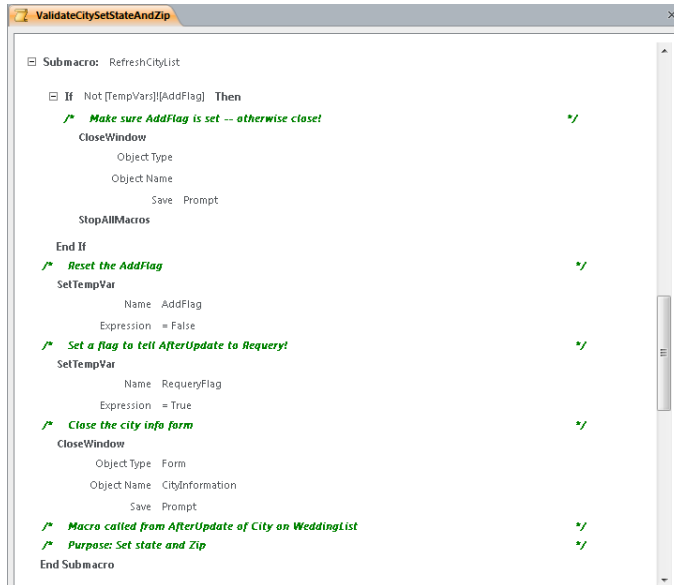 ValidateCitySetStateAndZip
Submacro: RefreshCityList
If Not [TempVars]![AddFlag] Then
/* Make sure AddFlag is set -- otherwise close! */
CloseWindow
Object Type
Object Name
Save Prompt
StopAllMacros
End If
/* Reset the AddFlag */
SetTempVar
Name AddFlag
Expression = False
/* Set a flag to tell AfterUpdate to Requery! */
SetTempVar
Name RequeryFlag
Expression = True
/* Close the city info form */
CloseWindow
Object Type Form
Object Name CityInformation
Save Prompt
/* Macro called from AfterUpdate of City on WeddingList */
/* Purpose: Set state and Zip */
End Submacro